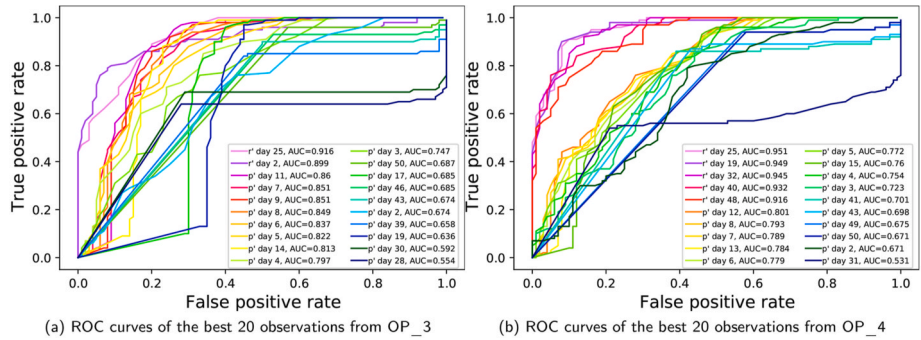 1.0
0.8
0.6
0.4
0.2
0.0
True positive rate
0.0 0.2 0.4 0.6 0.8 1.0
False positive rate
r' day 25, AUC=0.916
r' day 2, AUC=0.899
p' day 11, AUC=0.86
p' day 7, AUC=0.851
p' day 9, AUC=0.851
p' day 8, AUC=0.849
p' day 6, AUC=0.837
p' day 5, AUC=0.822
p' day 14, AUC=0.813
p' day 4, AUC=0.797
p' day 3, AUC=0.747
p' day 50, AUC=0.687
p' day 17, AUC=0.685
p' day 46, AUC=0.685
p' day 43, AUC=0.674
p' day 2, AUC=0.674
p' day 39, AUC=0.658
p' day 19, AUC=0.636
p' day 30, AUC=0.592
p' day 28, AUC=0.554
(a) ROC curves of the best 20 observations from OP_3
1.0
0.8
0.6
0.4
0.2
0.0
True positive rate
0.0 0.2 0.4 0.6 0.8 1.0
False positive rate
r' day 25, AUC=0.951
r' day 19, AUC=0.949
r' day 32, AUC=0.945
r' day 40, AUC=0.932
r' day 48, AUC=0.916
p' day 12, AUC=0.801
p' day 8, AUC=0.793
p' day 7, AUC=0.789
p' day 13, AUC=0.784
p' day 6, AUC=0.779
p' day 5, AUC=0.772
p' day 15, AUC=0.76
p' day 4, AUC=0.754
p' day 3, AUC=0.723
p' day 41, AUC=0.701
p' day 43, AUC=0.698
p' day 49, AUC=0.675
p' day 50, AUC=0.671
p' day 2, AUC=0.671
p' day 31, AUC=0.531
(b) ROC curves of the best 20 observations from OP_4